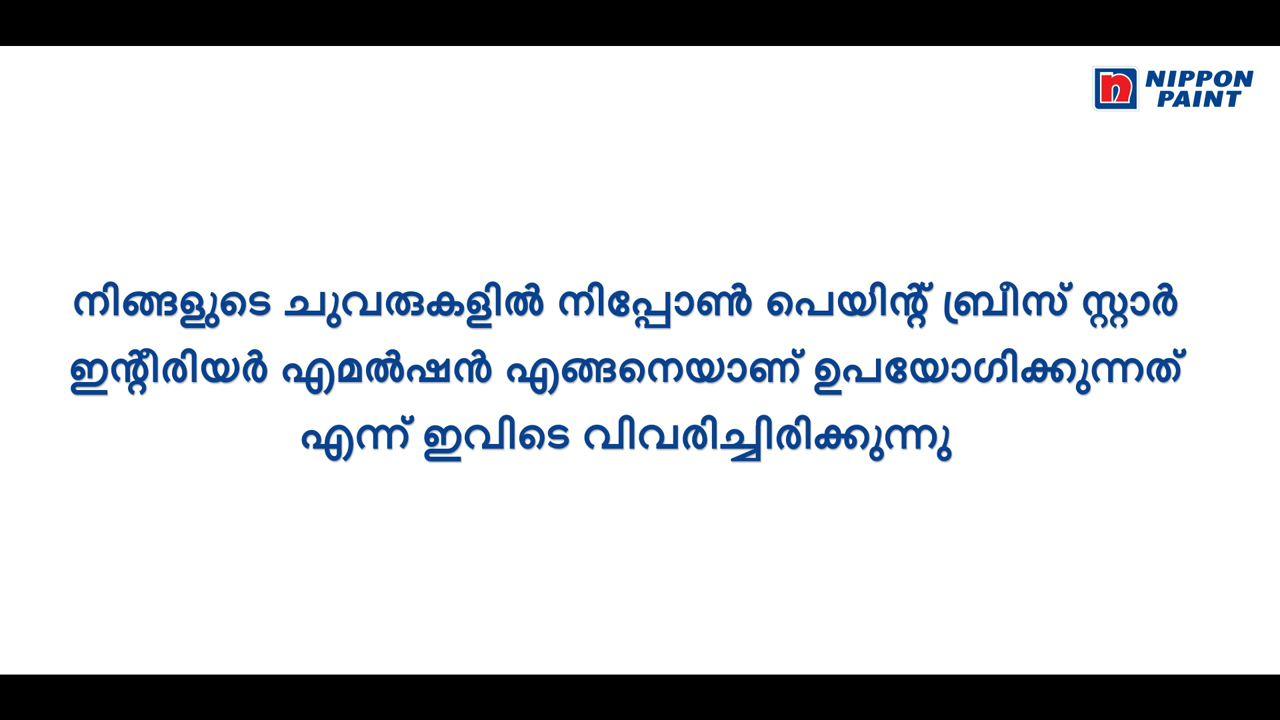 NIPPON
PAINT
നിങ്ങളുടെ ചുവരുകളിൽ നിപ്പോൺ പെയിന്റ് ബ്രീസ് സ്റ്റാർ
ഇന്റീരിയർ എമൽഷൻ എങ്ങനെയാണ് ഉപയോഗിക്കുന്നത്
എന്ന് ഇവിടെ വിവരിച്ചിരിക്കുന്നു